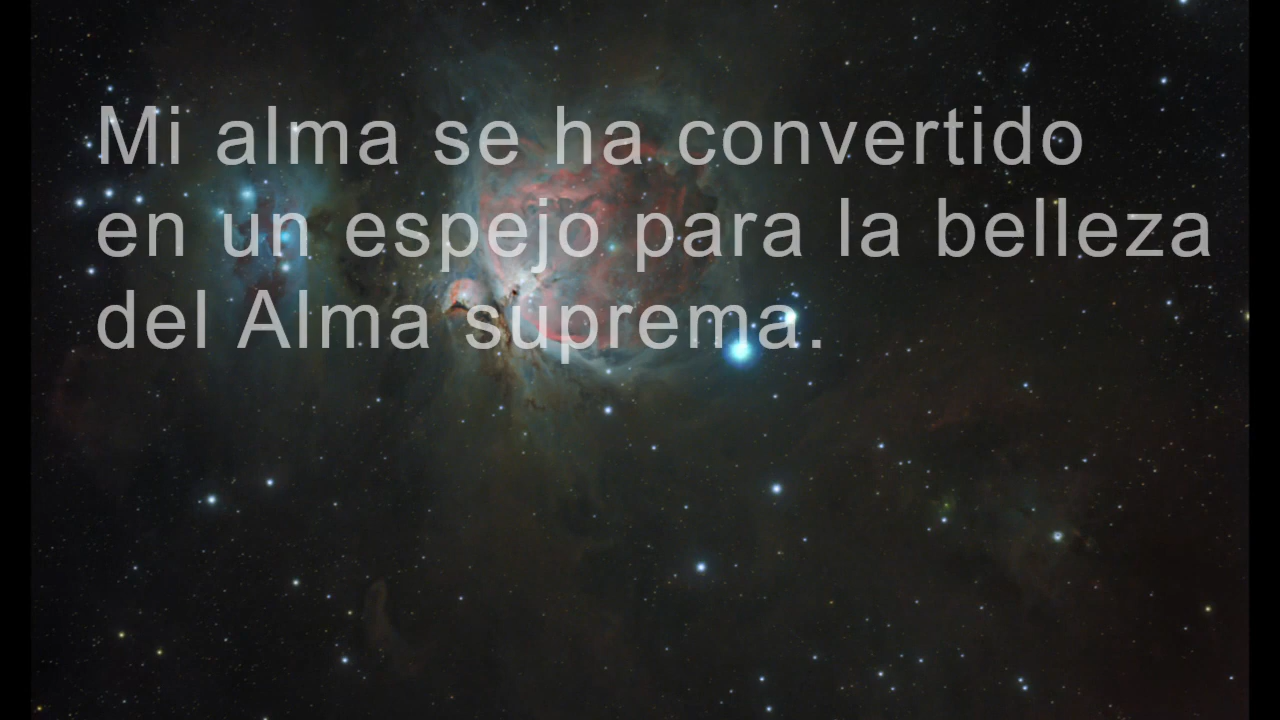 Mi alma se ha convertido
en un espejo para la belleza
del Alma suprema.